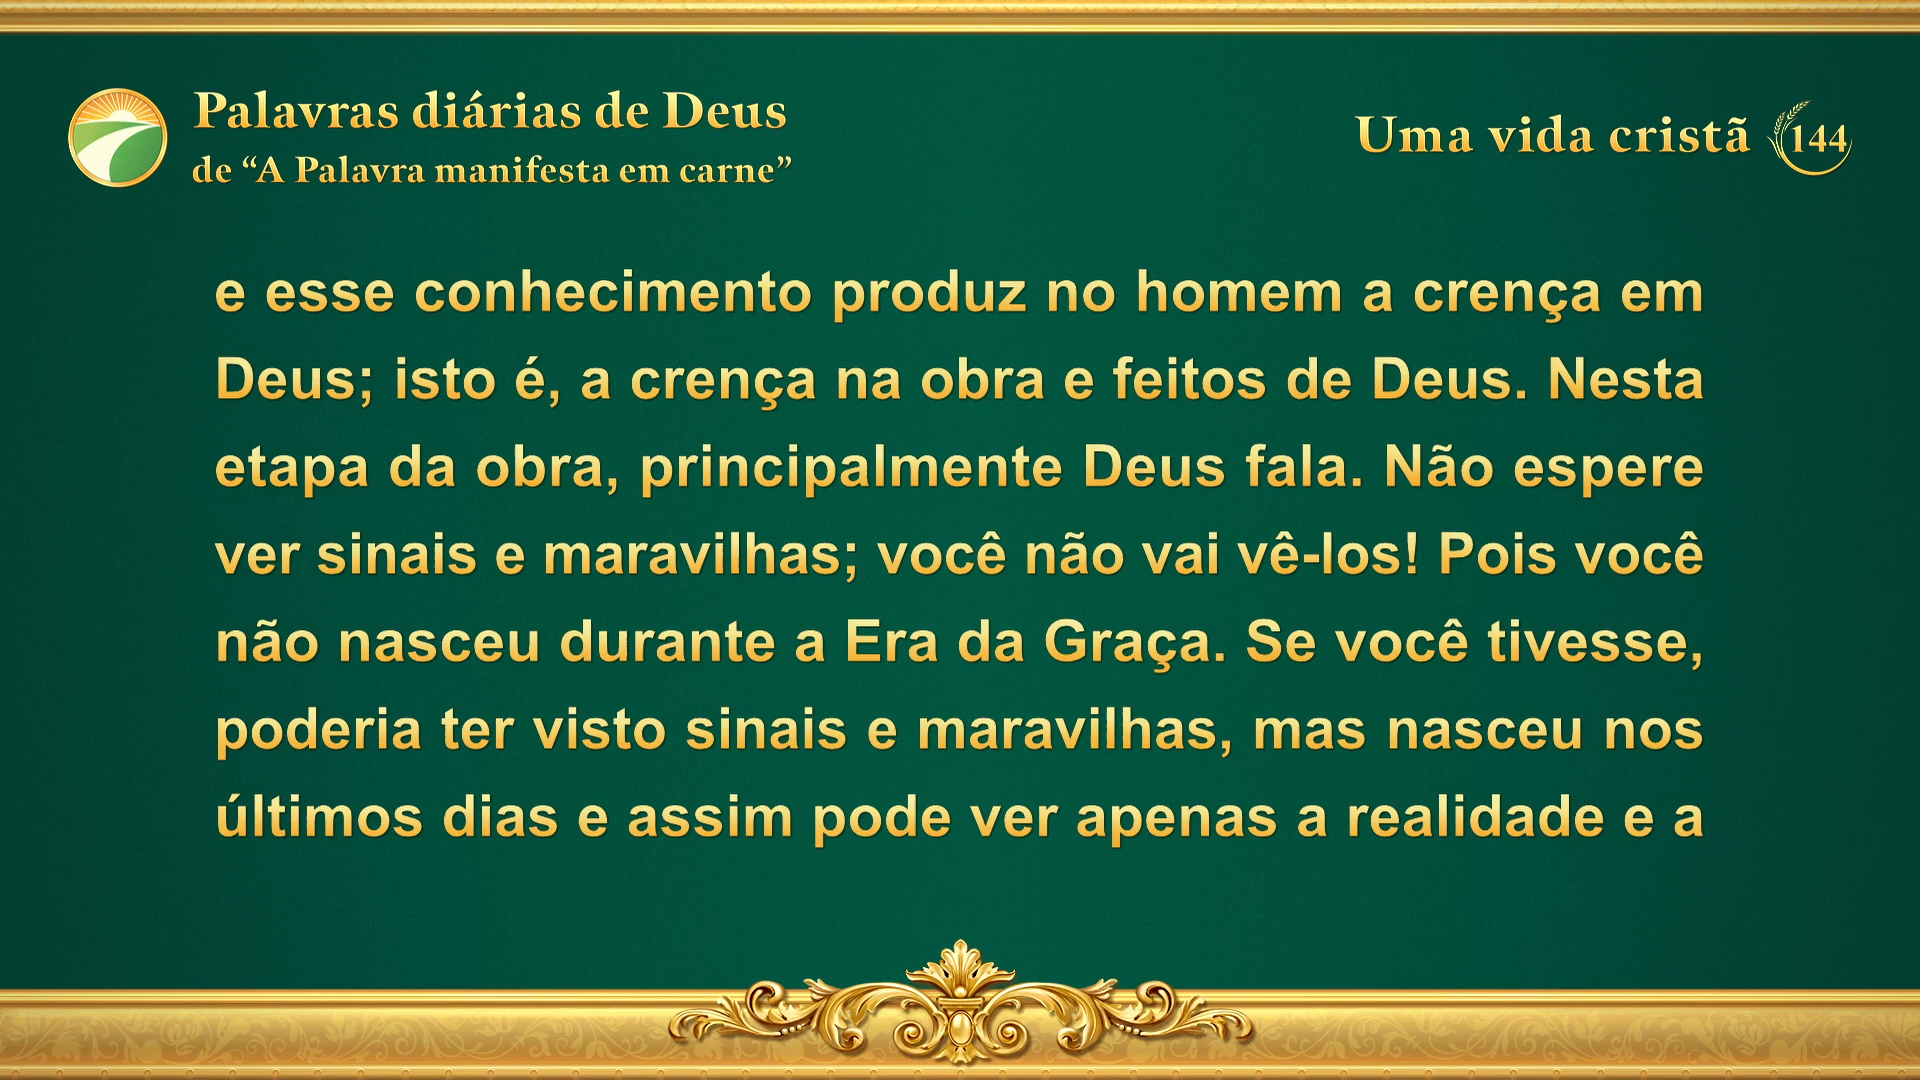 Palavras diárias de Deus
de “A Palavra manifesta em carne”
Uma vida cristã 144
e esse conhecimento produz no homem a crença em
Deus; isto é, a crença na obra e feitos de Deus. Nesta
etapa da obra, principalmente Deus fala. Não espere
ver sinais e maravilhas; você não vai vê-los! Pois você
não nasceu durante a Era da Graça. Se você tivesse,
poderia ter visto sinais e maravilhas, mas nasceu nos
últimos dias e assim pode ver apenas a realidade e a